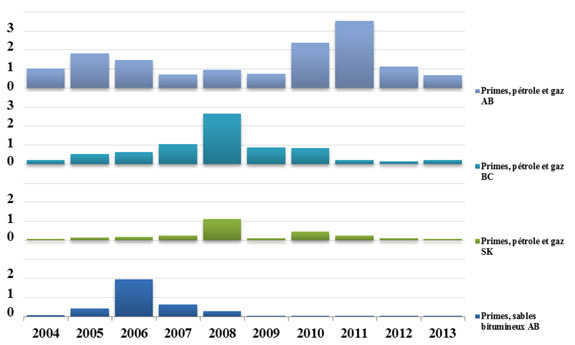 3
2
1
0
Primes, pétrole et gaz
AB
3
2
1
0
Primes, pétrole et gaz
BC
2
1
0
Primes, pétrole et gaz
SK
2
1
0
Primes, sables
bitumineux AB
2004 2005 2006 2007 2008 2009 2010 2011 2012 2013